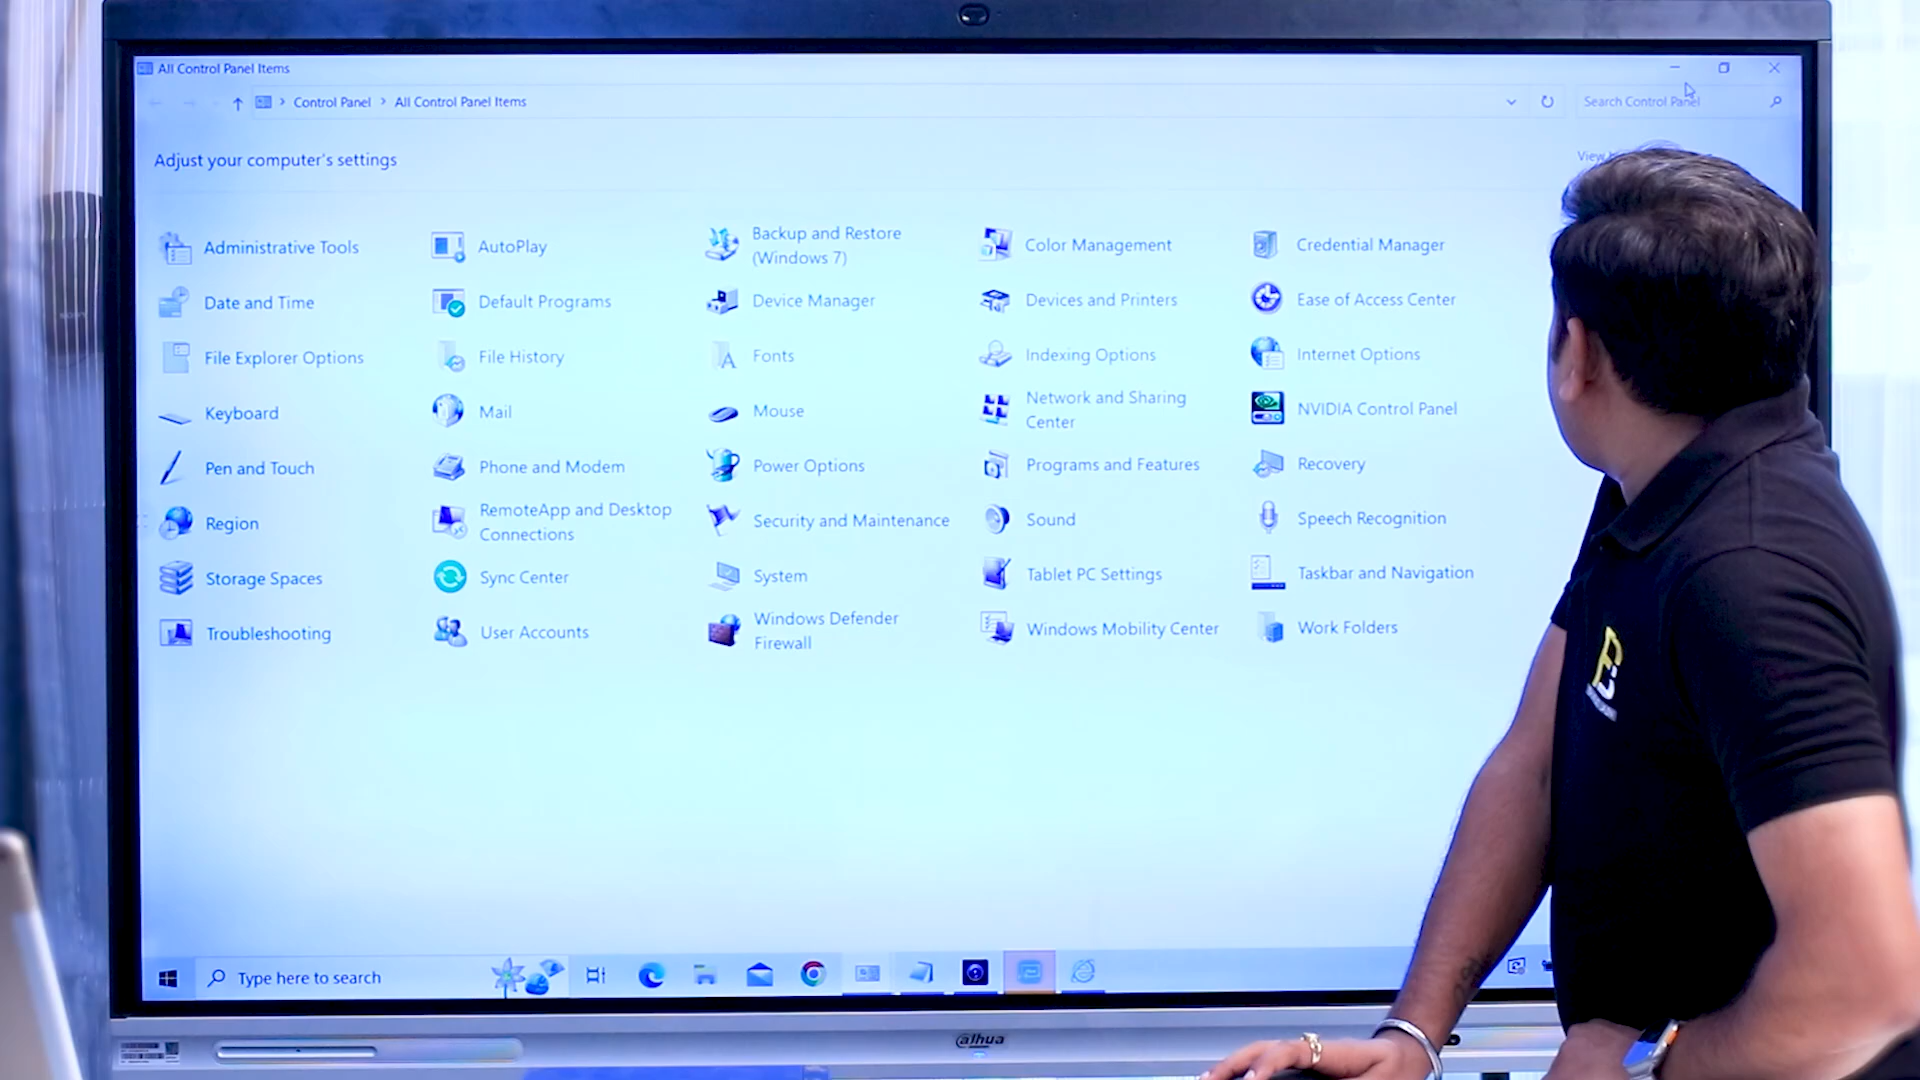 All Control Panel Items
Control Panel > All Control Panel Items
Search Control Panel
Adjust your computer's settings
View
Administrative Tools
AutoPlay
Backup and Restore
(Windows 7)
Color Management
Credential Manager
Date and Time
Default Programs
Device Manager
Devices and Printers
Ease of Access Center
File Explorer Options
File History
Fonts
Indexing Options
Internet Options
Keyboard
Mail
Mouse
Network and Sharing
Center
NVIDIA Control Panel
Pen and Touch
Phone and Modem
Power Options
Programs and Features
Recovery
Region
RemoteApp and Desktop
Connections
Security and Maintenance
Sound
Speech Recognition
Storage Spaces
Sync Center
System
Tablet PC Settings
Taskbar and Navigation
Troubleshooting
User Accounts
Windows Defender
Firewall
Windows Mobility Center
Work Folders
Type here to search
alhua